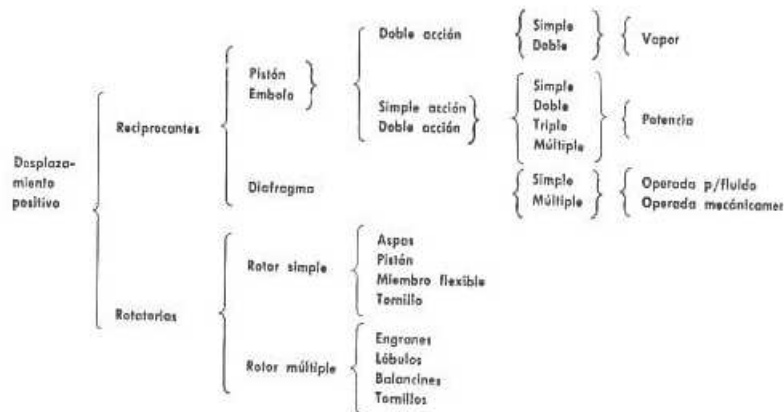 Desplaza-
miento
positivo
Reciprocantes
Pistón
Embolo
Doble acción
Simple
Doble
Vapor
Simple acción
Doble acción
Simple
Doble
Triple
Múltiple
Potencia
Diafragma
Simple
Múltiple
Operada p/fluido
Operada mecánicamen
Rotatorias
Rotor simple
Aspas
Pistón
Miembro flexible
Tornillo
Rotor múltiple
Engranes
Lóbulos
Balancines
Tornillos